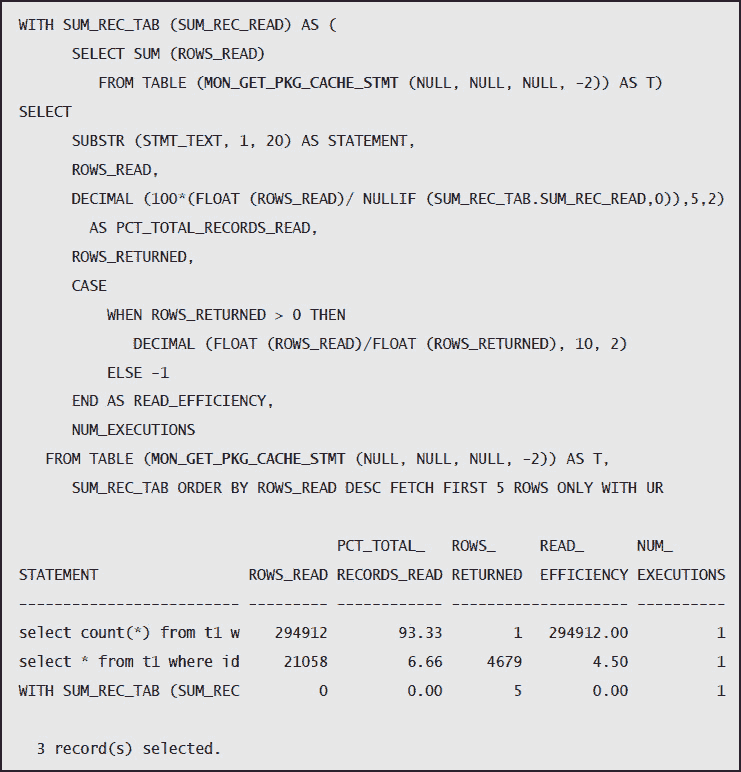 WITH SUM_REC_TAB (SUM_REC_READ) AS (
SELECT SUM (ROWS_READ)
FROM TABLE (MON_GET_PKG_CACHE_STMT (NULL, NULL, NULL, -2)) AS T)
SELECT
SUBSTR (STMT_TEXT, 1, 20) AS STATEMENT,
ROWS_READ,
DECIMAL (100*(FLOAT (ROWS_READ)/ NULLIF (SUM_REC_TAB.SUM_REC_READ,0)),5,2)
AS PCT_TOTAL_RECORDS_READ,
ROWS_RETURNED,
CASE
WHEN ROWS_RETURNED > 0 THEN
DECIMAL (FLOAT (ROWS_READ)/FLOAT (ROWS_RETURNED), 10, 2)
ELSE -1
END AS READ_EFFICIENCY,
NUM_EXECUTIONS
FROM TABLE (MON_GET_PKG_CACHE_STMT (NULL, NULL, NULL, -2)) AS T,
SUM_REC_TAB ORDER BY ROWS_READ DESC FETCH FIRST 5 ROWS ONLY WITH UR
PCT_TOTAL_ ROWS_ READ_ NUM_
STATEMENT ROWS_READ RECORDS_READ RETURNED EFFICIENCY EXECUTIONS
------------------------- --------- ------------ -------------------- ----------
select count(*) from t1 w 294912 93.33 1 294912.00 1
select * from t1 where id 21058 6.66 4679 4.50 1
WITH SUM_REC_TAB (SUM_REC 0 0.00 5 0.00 1
3 record(s) selected.